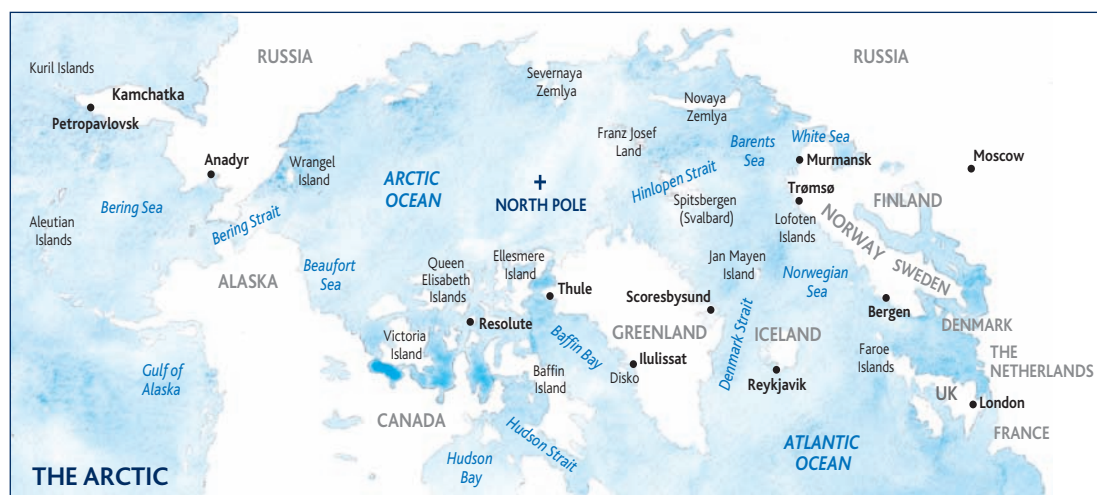 RUSSIA
RUSSIA
Kuril Islands
Severnaya
Zemlya
Kamchatka
Novaya
Zemlya
Petropavlovsk
Franz Josef
Land
Barents
Sea
White Sea
Anadyr
Wrangel
Island
Murmansk
Moscow
ARCTIC
OCEAN
Hinlopen Strait
NORTH POLE
Trømsø
Spitsbergen
(Svalbard)
FINLAND
Bering Sea
Aleutian
Islands
Bering Strait
Lofoten
Islands
NORWAY
SWEDEN
Ellesmere
Island
Jan Mayen
Island
Queen
Elisabeth
Islands
Beaufort
Sea
ALASKA
Norwegian
Sea
Thule
Scoresbysund
Bergen
Resolute
GREENLAND
Denmark Strait
ICELAND
DENMARK
Victoria
Island
Baffin Bay
Ilulissat
Disko
Faroe
Islands
THE
NETHERLANDS
Gulf of
Alaska
Baffin
Island
Reykjavik
UK
London
CANADA
Hudson Strait
FRANCE
ATLANTIC
OCEAN
Hudson
Bay
THE ARCTIC